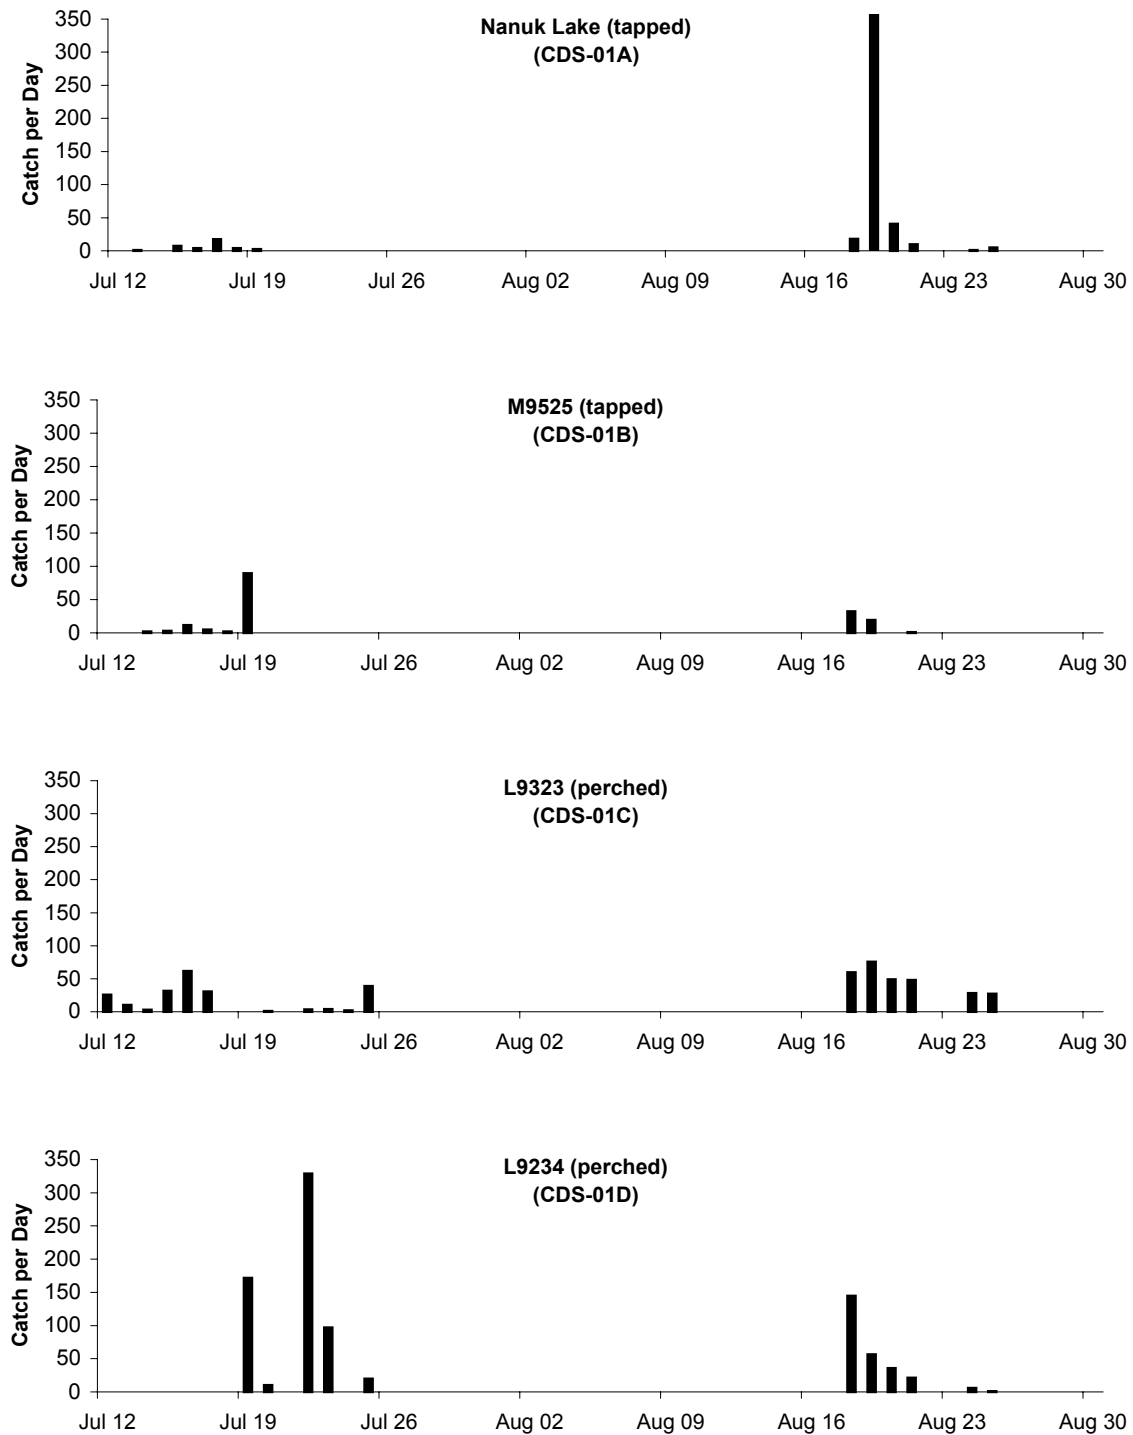 Nanuk Lake (tapped)
(CDS-01A)
Catch per Day
350
300
250
200
150
100
50
0
Jul 12 Jul 19 Jul 26 Aug 02 Aug 09 Aug 16 Aug 23 Aug 30
M9525 (tapped)
(CDS-01B)
Catch per Day
350
300
250
200
150
100
50
0
Jul 12 Jul 19 Jul 26 Aug 02 Aug 09 Aug 16 Aug 23 Aug 30
L9323 (perched)
(CDS-01C)
Catch per Day
350
300
250
200
150
100
50
0
Jul 12 Jul 19 Jul 26 Aug 02 Aug 09 Aug 16 Aug 23 Aug 30
L9234 (perched)
(CDS-01D)
Catch per Day
350
300
250
200
150
100
50
0
Jul 12 Jul 19 Jul 26 Aug 02 Aug 09 Aug 16 Aug 23 Aug 30